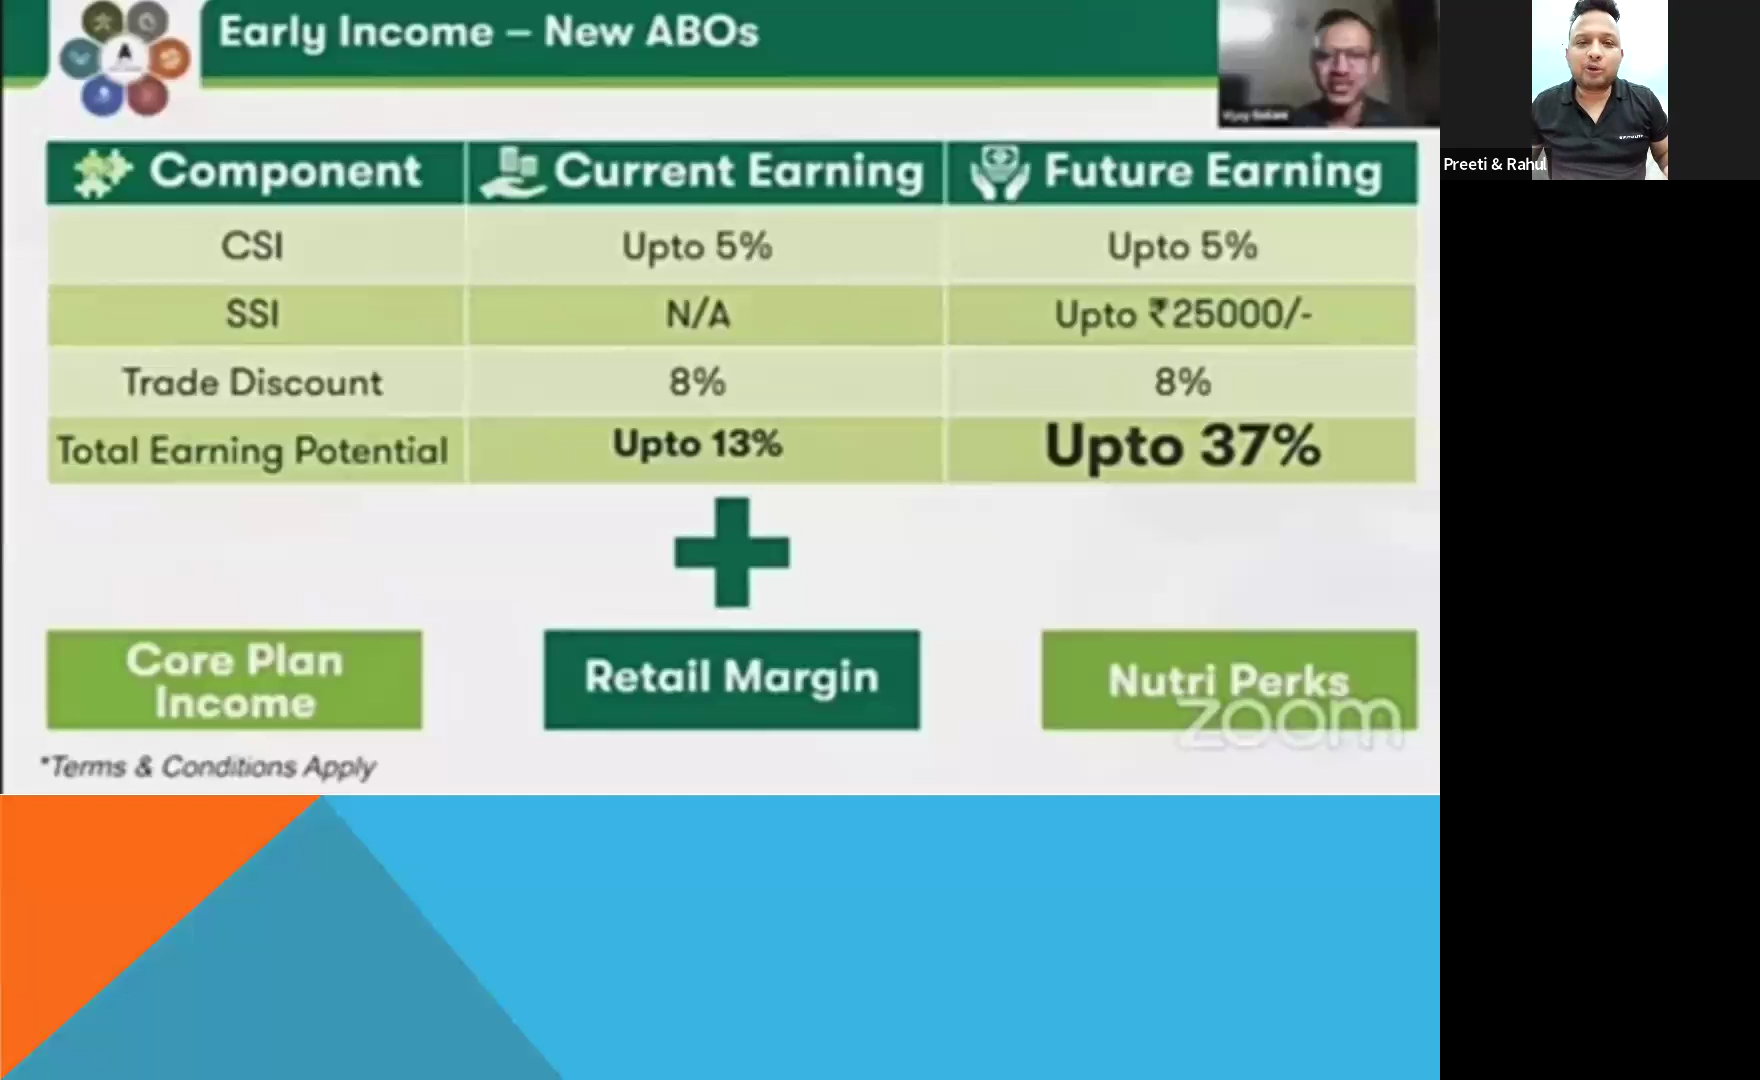 Early Income – New ABOs
A
Preeti & Rahul
Component
Current Earning
Future Earning
CSI
Upto 5%
Upto 5%
SSI
N/A
Upto ₹25000/-
Trade Discount
8%
8%
Total Earning Potential
Upto 13%
Upto 37%
Core Plan
Income
Retail Margin
Nutri Perks
zoom
*Terms & Conditions Apply